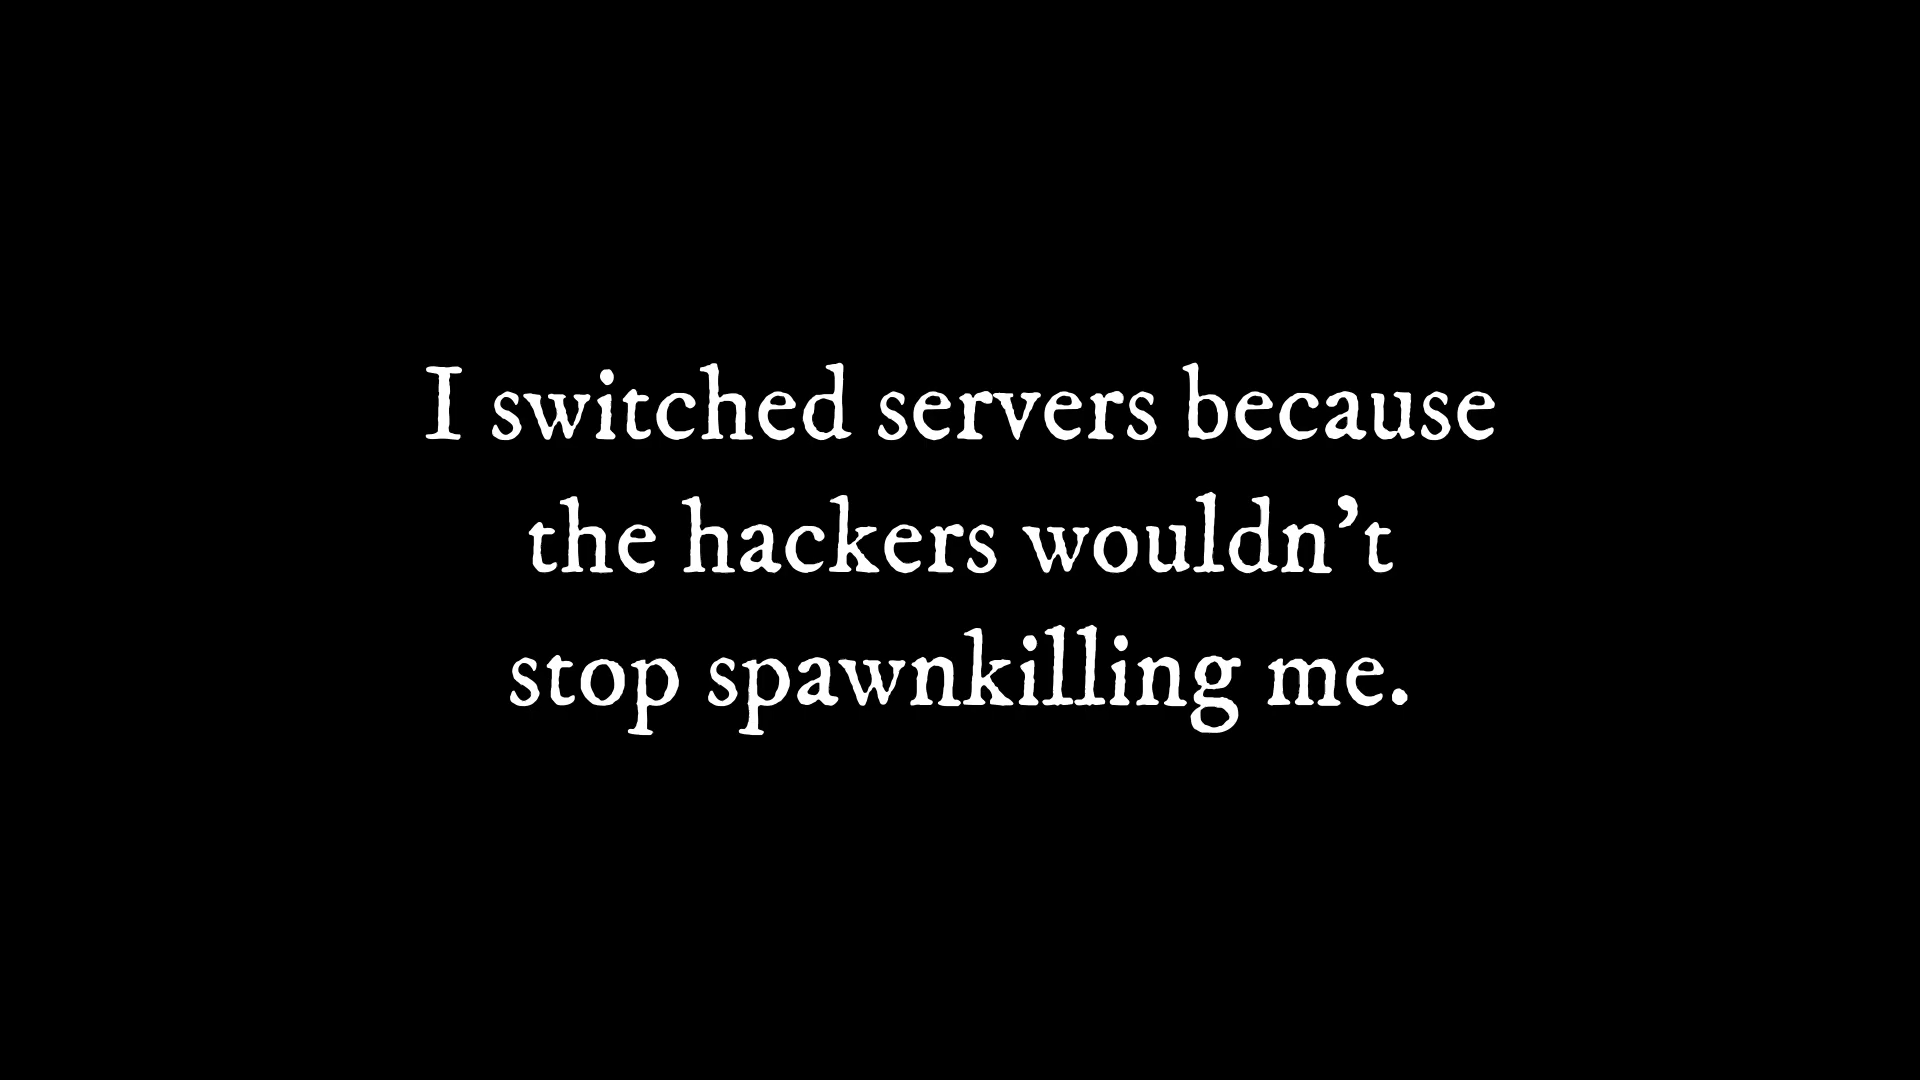 I switched servers because
the hackers wouldn’t
stop spawnkilling me.